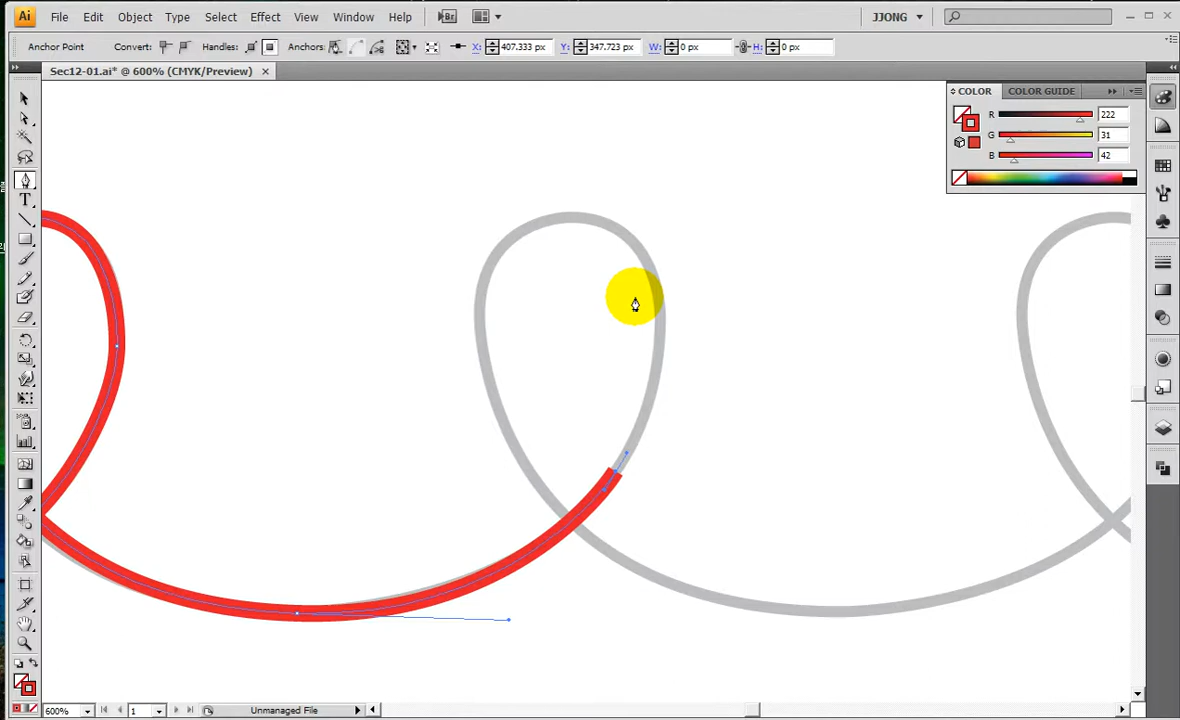 Ai File Edit Object Type Select Effect View Window Help Br JJONG
Anchor Point Convert: Handles: Anchors: X: 407.333 px Y: 347.723 px W: 0 px H: 0 px
Sec12-01.ai* @ 600% (CMYK/Preview)
COLOR COLOR GUIDE
R 222
G 31
B 42
T
600% 1 Unmanaged File